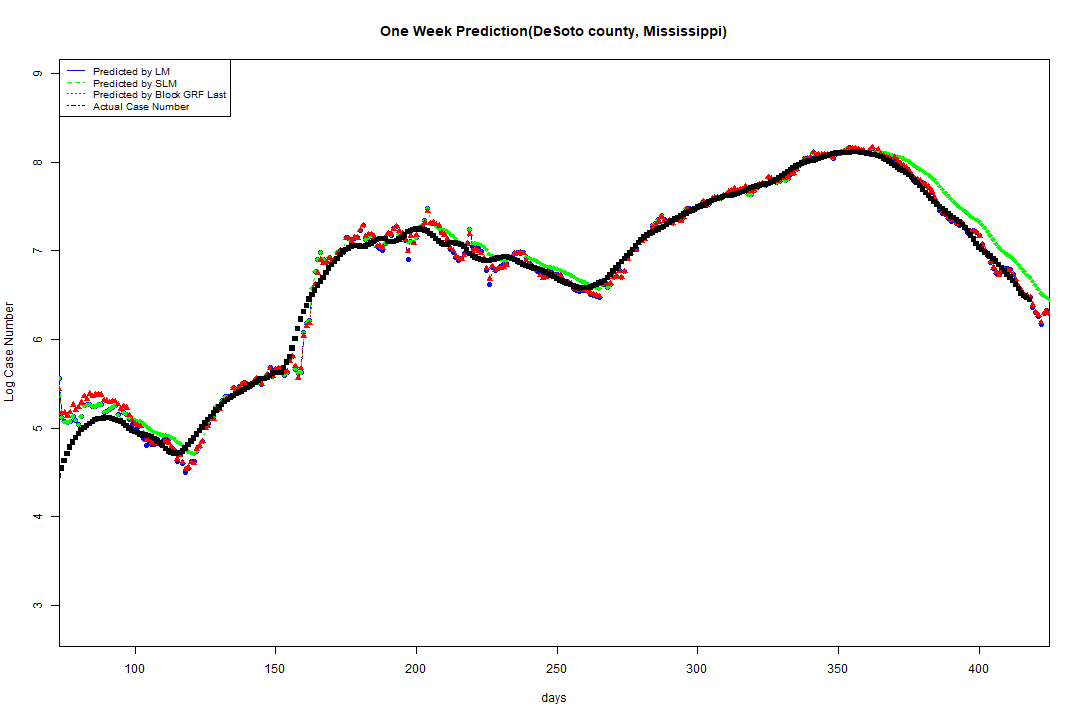 One Week Prediction(DeSoto county, Mississippi)
Predicted by LM
Predicted by SLM
Predicted by Block GRF Last
Actual Case Number
9
8
7
6
5
4
3
Log Case Number
100 150 200 250 300 350 400
days